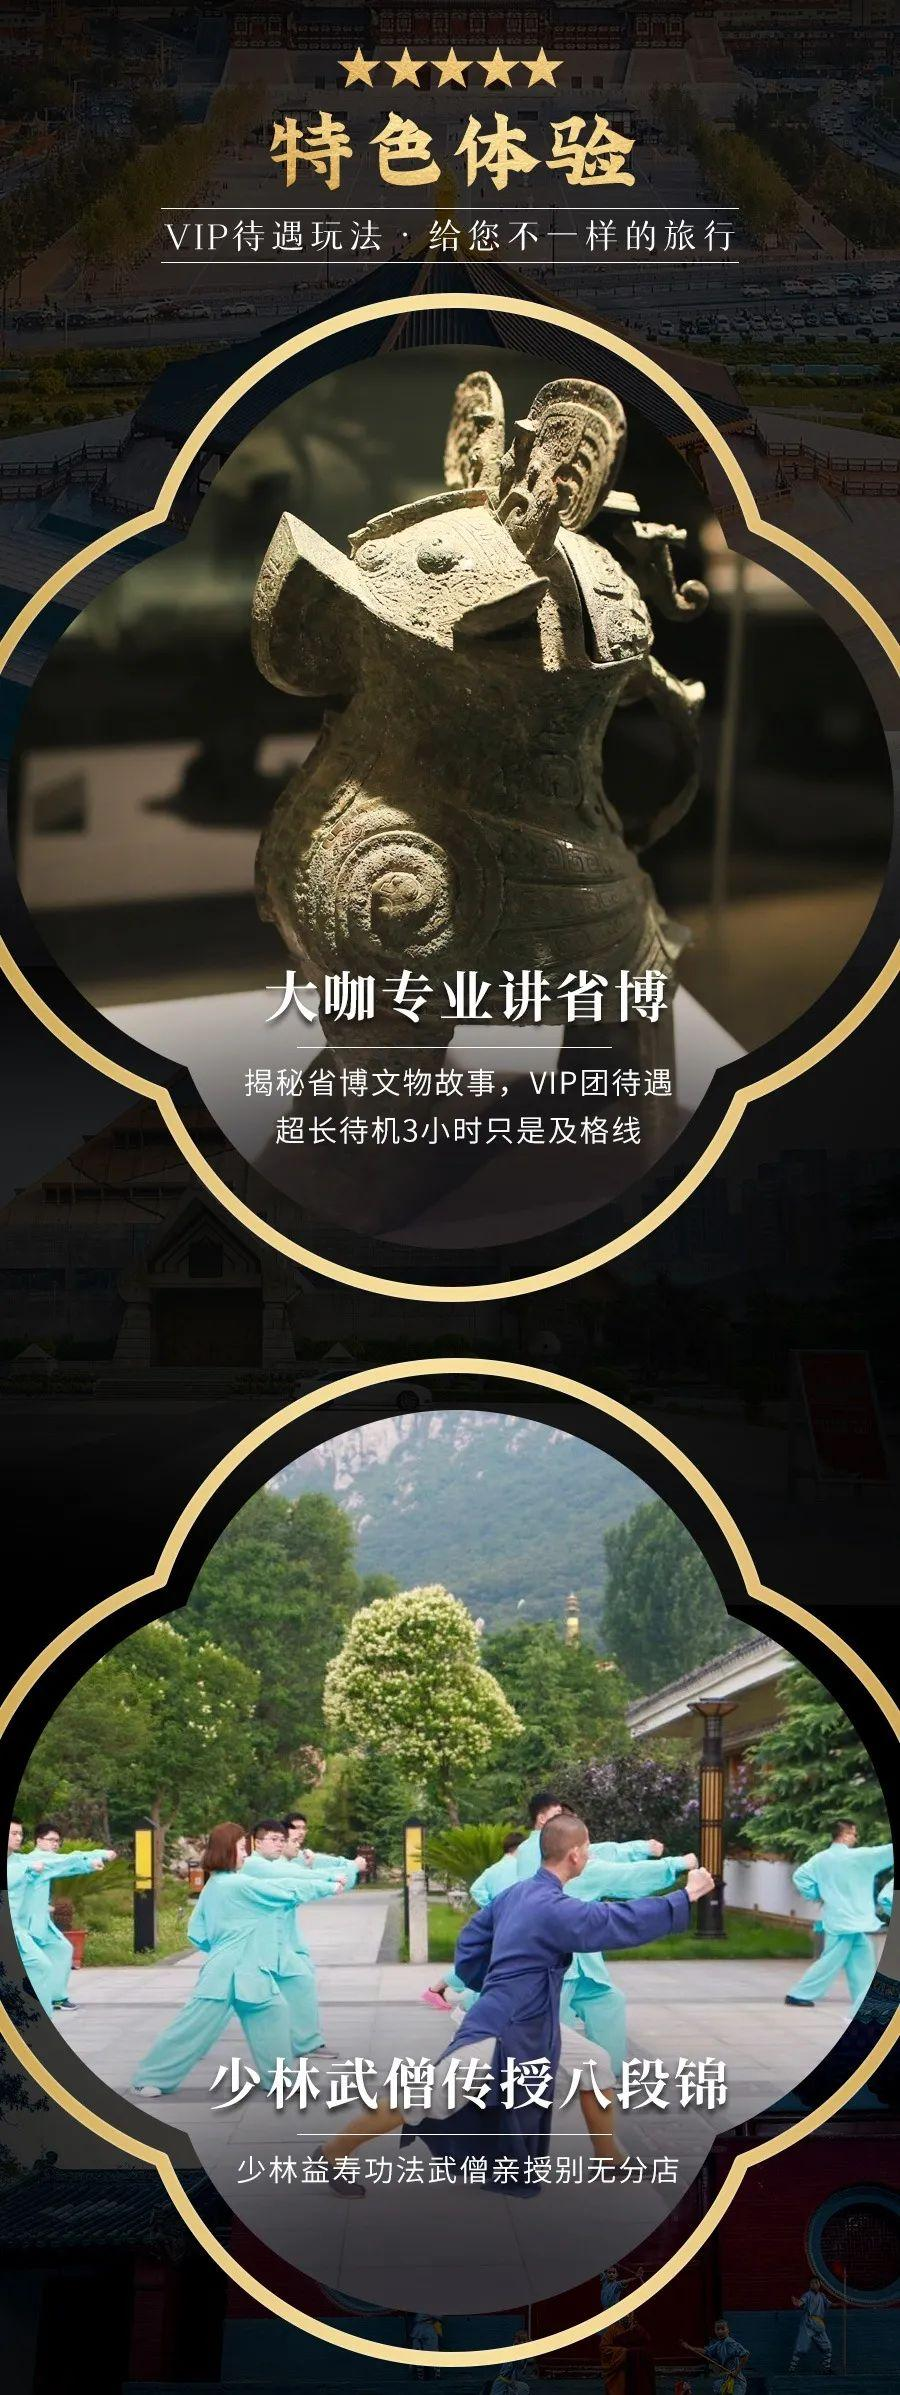 特色体验
VIP待遇玩法·给您不一样的旅行
大咖专业讲省博
揭秘省博文物故事，VIP团待遇
超长待机3小时只是及格线
少林武僧传授八段锦
少林益寿功法武僧亲授别无分店